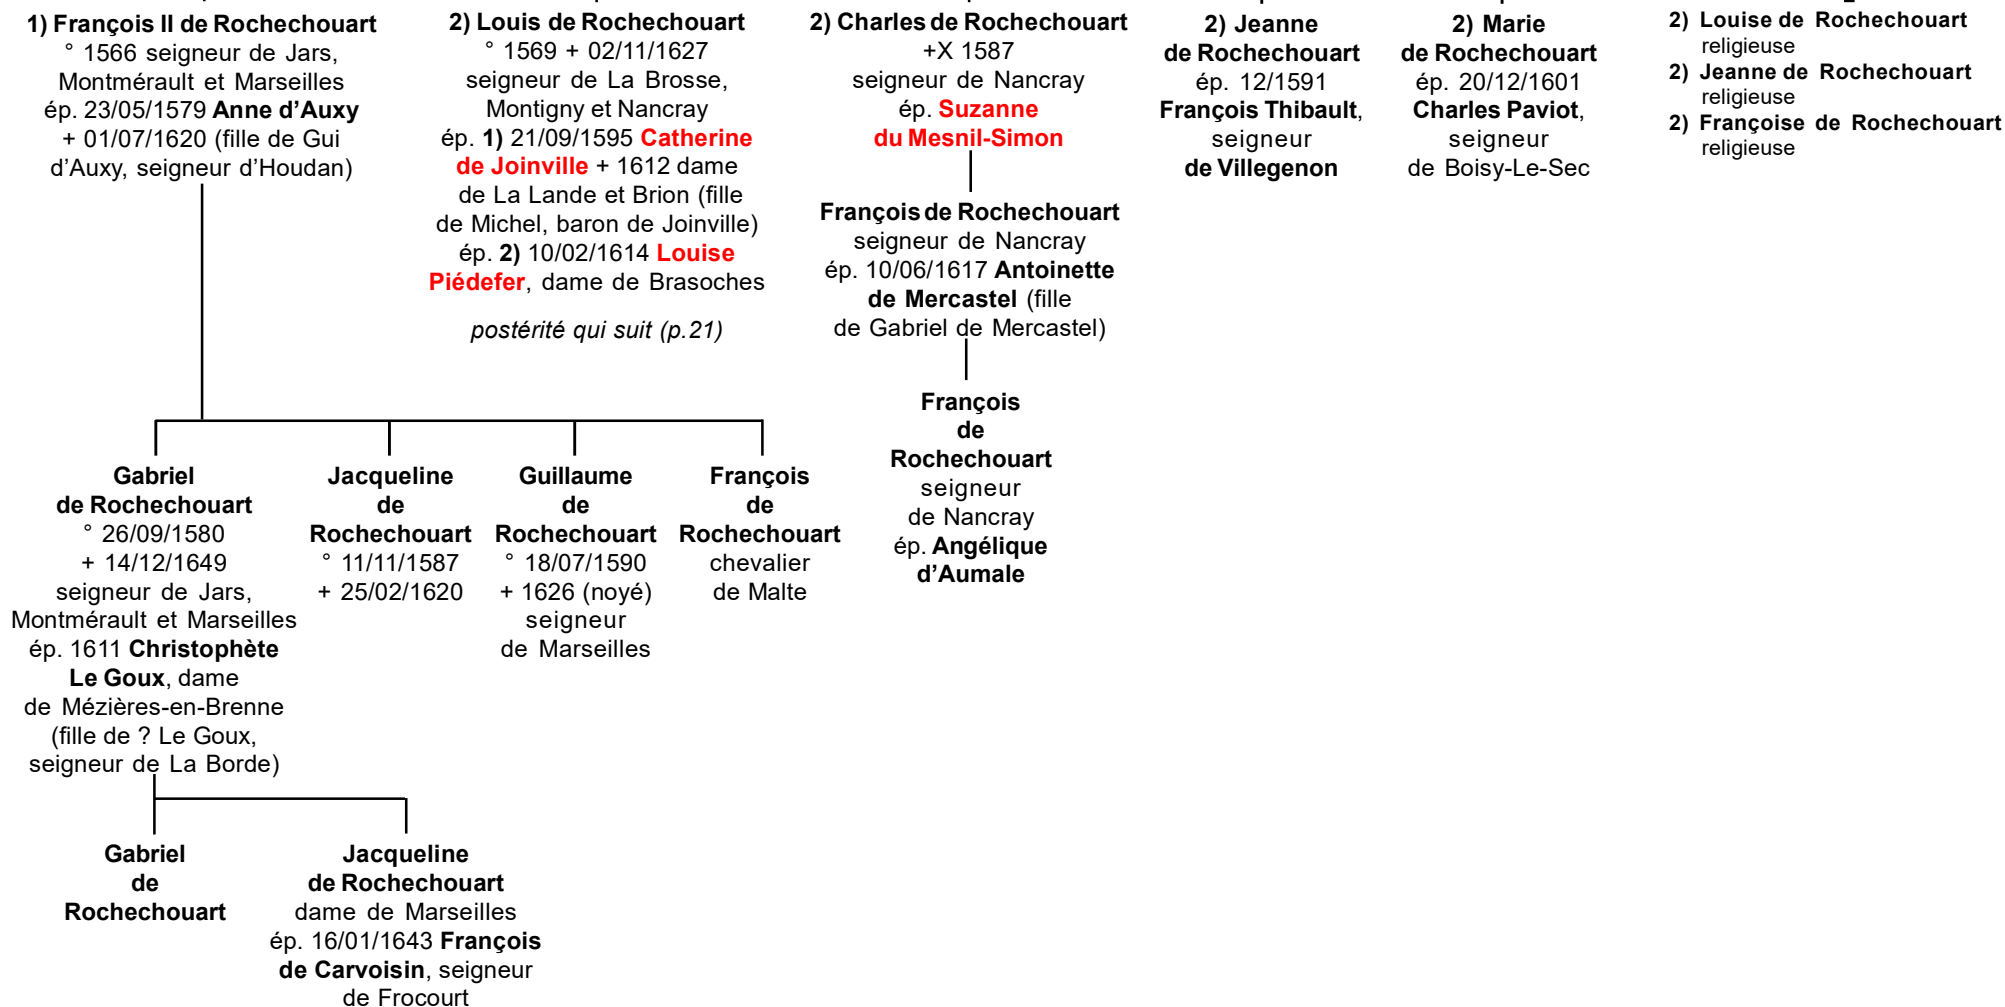 1) François II de Rochechouart
° 1566 seigneur de Jars,
Montmérault et Marseilles
ép. 23/05/1579 Anne d’Auxy
+ 01/07/1620 (fille de Gui
d’Auxy, seigneur d’Houdan)
2) Louis de Rochechouart
° 1569 + 02/11/1627
seigneur de La Brosse,
Montigny et Nancray
ép. 1) 21/09/1595 Catherine
de Joinville + 1612 dame
de La Lande et Brion (fille
de Michel, baron de Joinville)
ép. 2) 10/02/1614 Louise
Piédefer, dame de Brasoches
postérité qui suit (p.21)
2) Charles de Rochechouart
+X 1587
seigneur de Nancray
ép. Suzanne
du Mesnil-Simon
François de Rochechouart
seigneur de Nancray
ép. 10/06/1617 Antoinette
de Mercastel (fille
de Gabriel de Mercastel)
François
de
Rochechouart
seigneur
de Nancray
ép. Angélique
d’Aumale
2) Jeanne
de Rochechouart
ép. 12/1591
François Thibault,
seigneur
de Villegenon
2) Marie
de Rochechouart
ép. 20/12/1601
Charles Paviot,
seigneur
de Boisy-Le-Sec
2) Louise de Rochechouart
religieuse
2) Jeanne de Rochechouart
religieuse
2) Françoise de Rochechouart
religieuse
Gabriel
de Rochechouart
° 26/09/1580
+ 14/12/1649
seigneur de Jars,
Montmérault et Marseilles
ép. 1611 Christophète
Le Goux, dame
de Mézières-en-Brenne
(fille de ? Le Goux,
seigneur de La Borde)
Jacqueline
de
Rochechouart
° 11/11/1587
+ 25/02/1620
Guillaume
de
Rochechouart
° 18/07/1590
+ 1626 (noyé)
seigneur
de Marseilles
François
de
Rochechouart
chevalier
de Malte
Gabriel
de
Rochechouart
Jacqueline
de Rochechouart
dame de Marseilles
ép. 16/01/1643 François
de Carvoisin, seigneur
de Frocourt